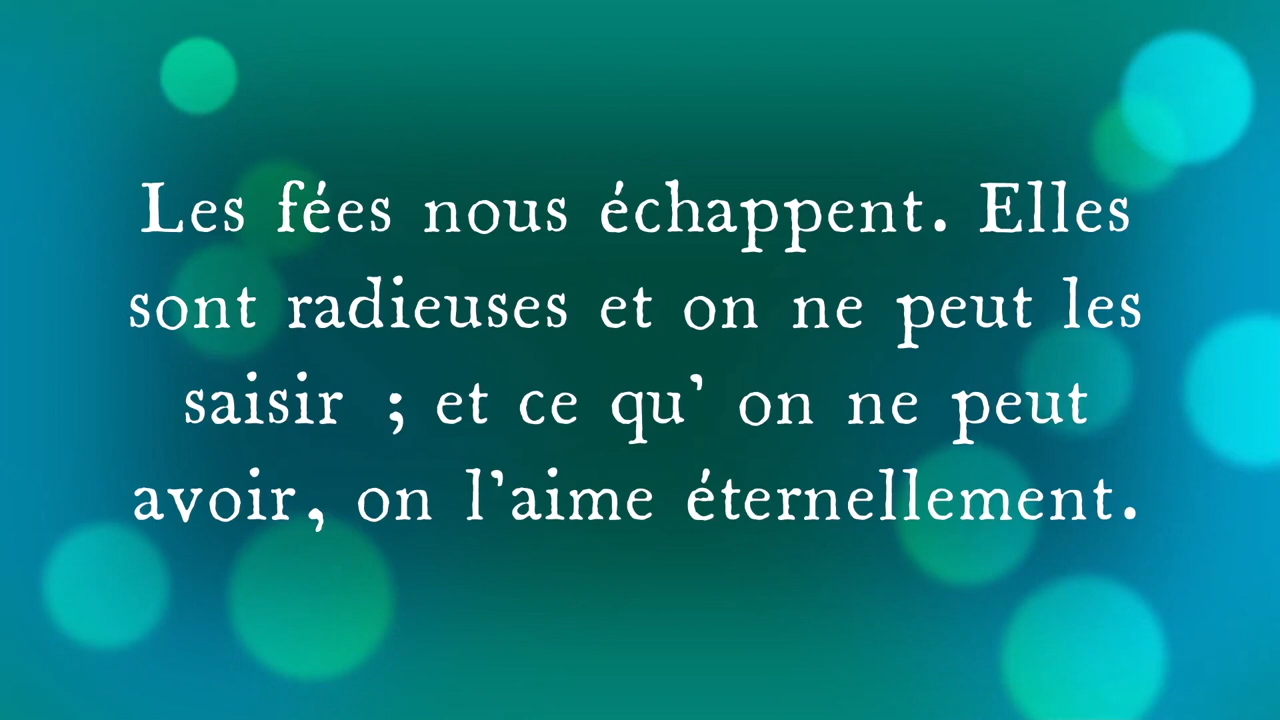 Les fées nous échappent. Elles
sont radieuses et on ne peut les
saisir ; et ce qu’ on ne peut
avoir, on l’aime éternellement.